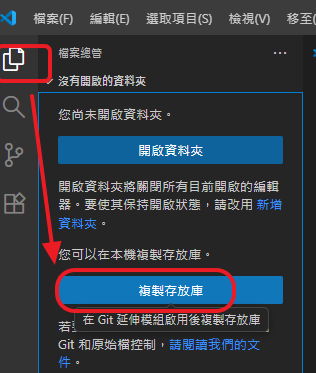 檔案(F) 編輯(E) 選取項目(S) 檢視(V) 移至
檔案總管
沒有開啟的資料夾
您尚未開啟資料夾。
開啟資料夾
開啟資料夾將關閉所有目前開啟的編輯
器。要使其保持開啟狀態，請改用 新增
資料夾。
您可以在本機複製存放庫。
複製存放庫
在 Git 延伸模組啟用後複製存放庫
若
Git 和原始檔控制，請閱讀我們的文
件。